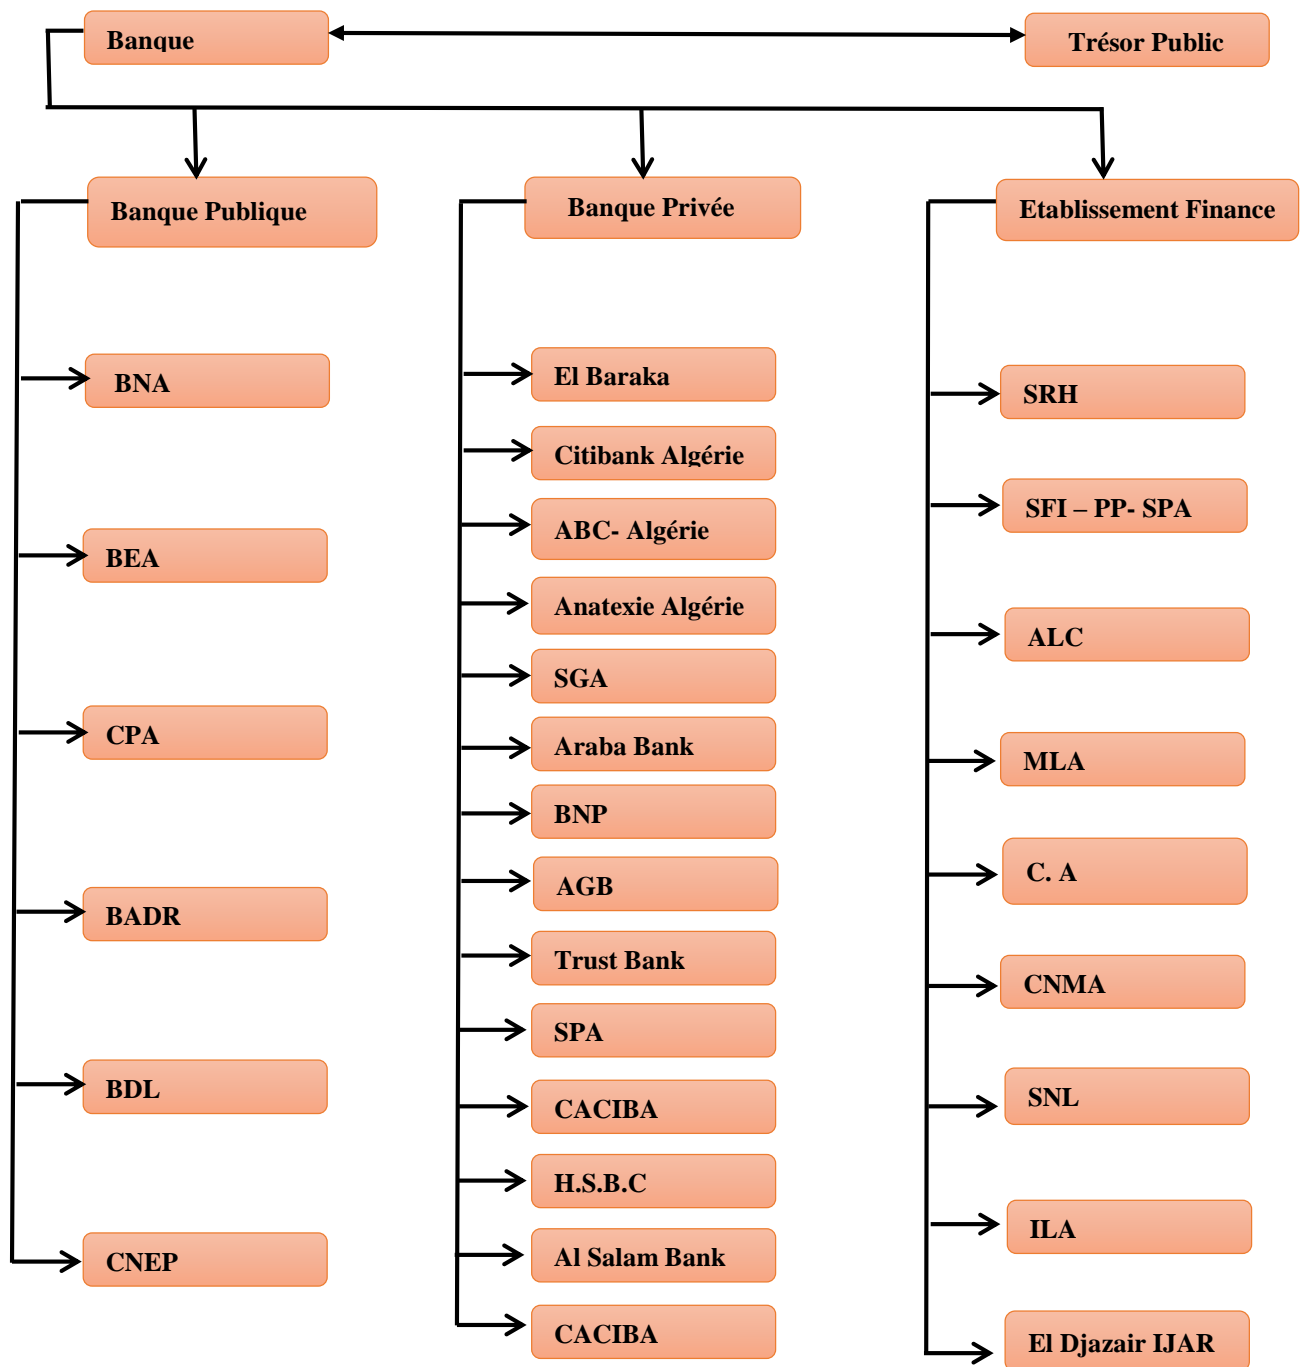 Banque
Trésor Public
Banque Publique
Banque Privée
Etablissement Finance
BNA
BEA
CPA
BADR
BDL
CNEP
El Baraka
Citibank Algérie
ABC- Algérie
Anatexie Algérie
SGA
Araba Bank
BNP
AGB
Trust Bank
SPA
CACIBA
H.S.B.C
Al Salam Bank
CACIBA
SRH
SFI – PP- SPA
ALC
MLA
C. A
CNMA
SNL
ILA
El Djazair IJAR